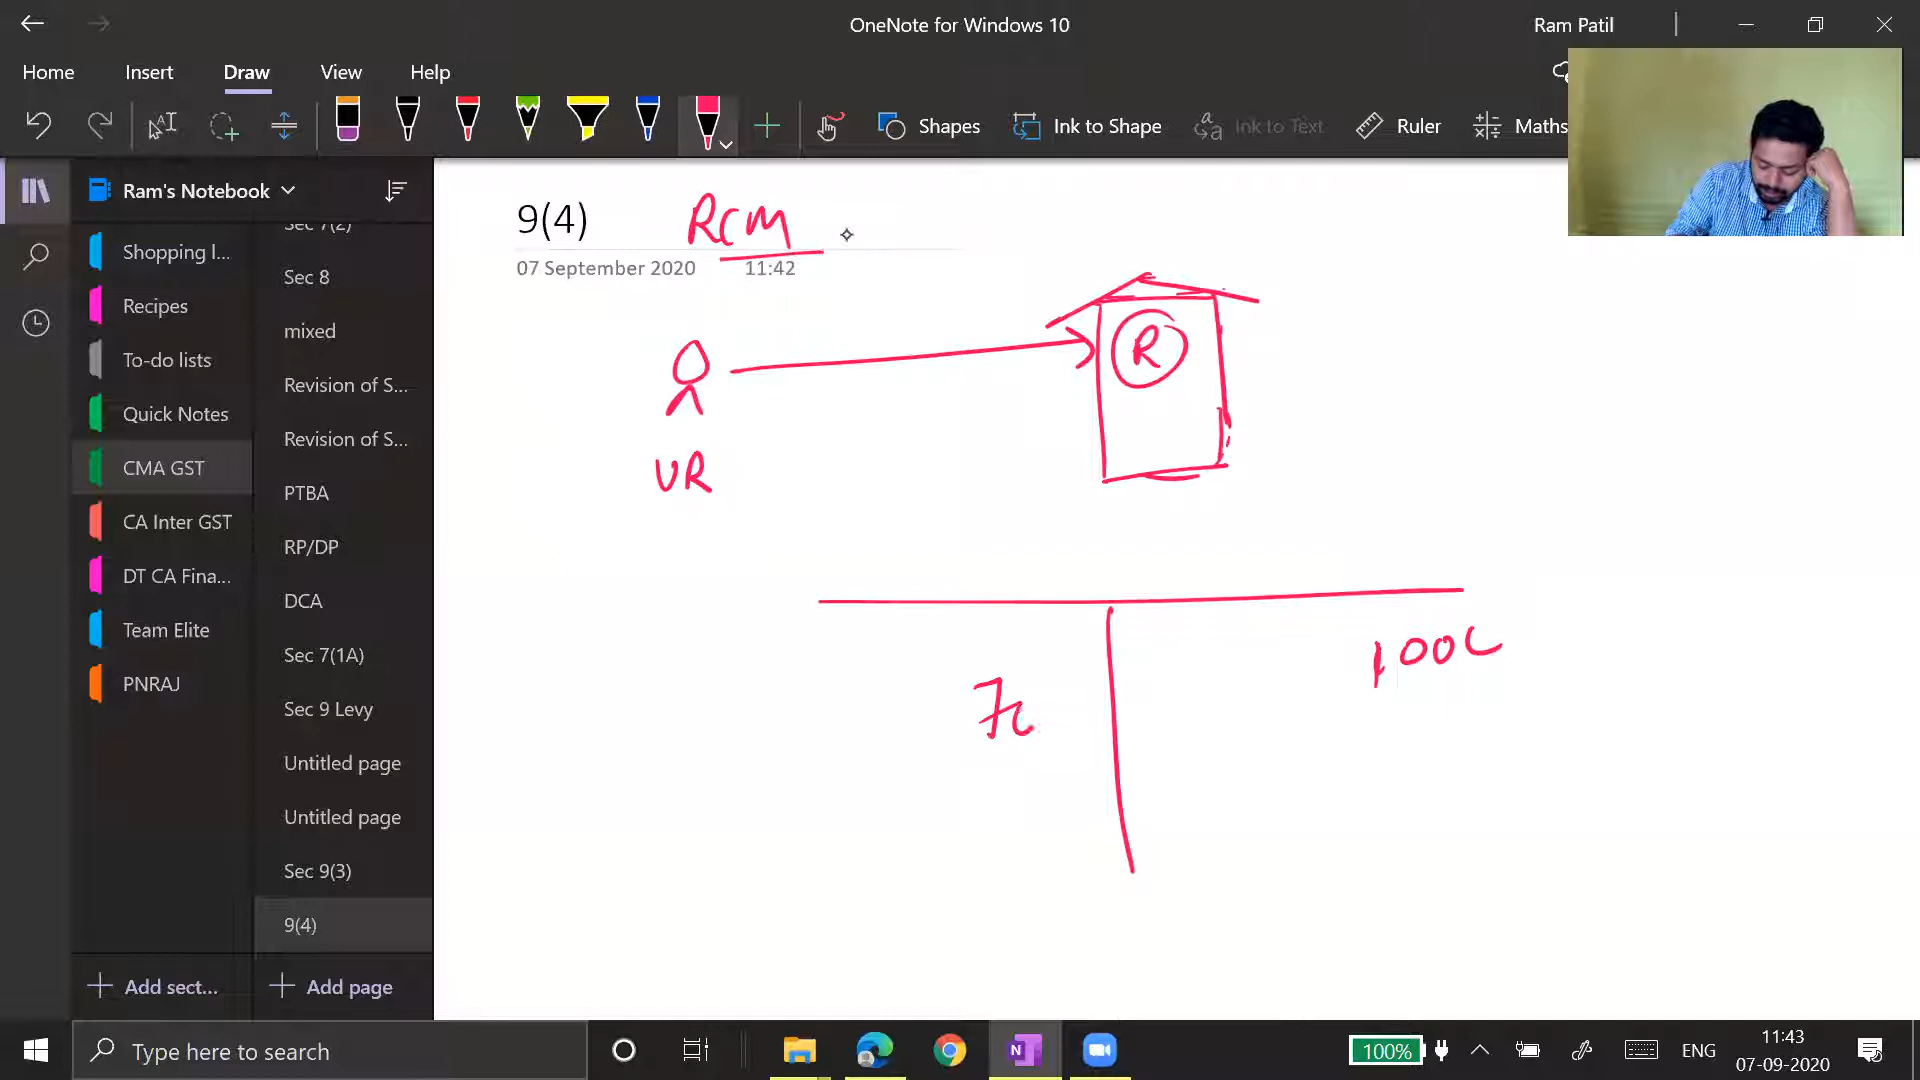 OneNote for Windows 10
Ram Patil
Home
Insert
Draw
View
Help
Shapes
Ink to Shape
Ink to Text
Ruler
Maths
Ram's Notebook
Shopping l...
Recipes
To-do lists
Quick Notes
CMA GST
CA Inter GST
DT CA Fina...
Team Elite
PNRAJ
Add sect...
Sec 7(2)
Sec 8
mixed
Revision of S...
Revision of S...
PTBA
RP/DP
DCA
Sec 7(1A)
Sec 9 Levy
Untitled page
Untitled page
Sec 9(3)
9(4)
Add page
9(4)
RCM
07 September 2020
11:42
R
UR
Type here to search
100%
ENG
11:43
07-09-2020